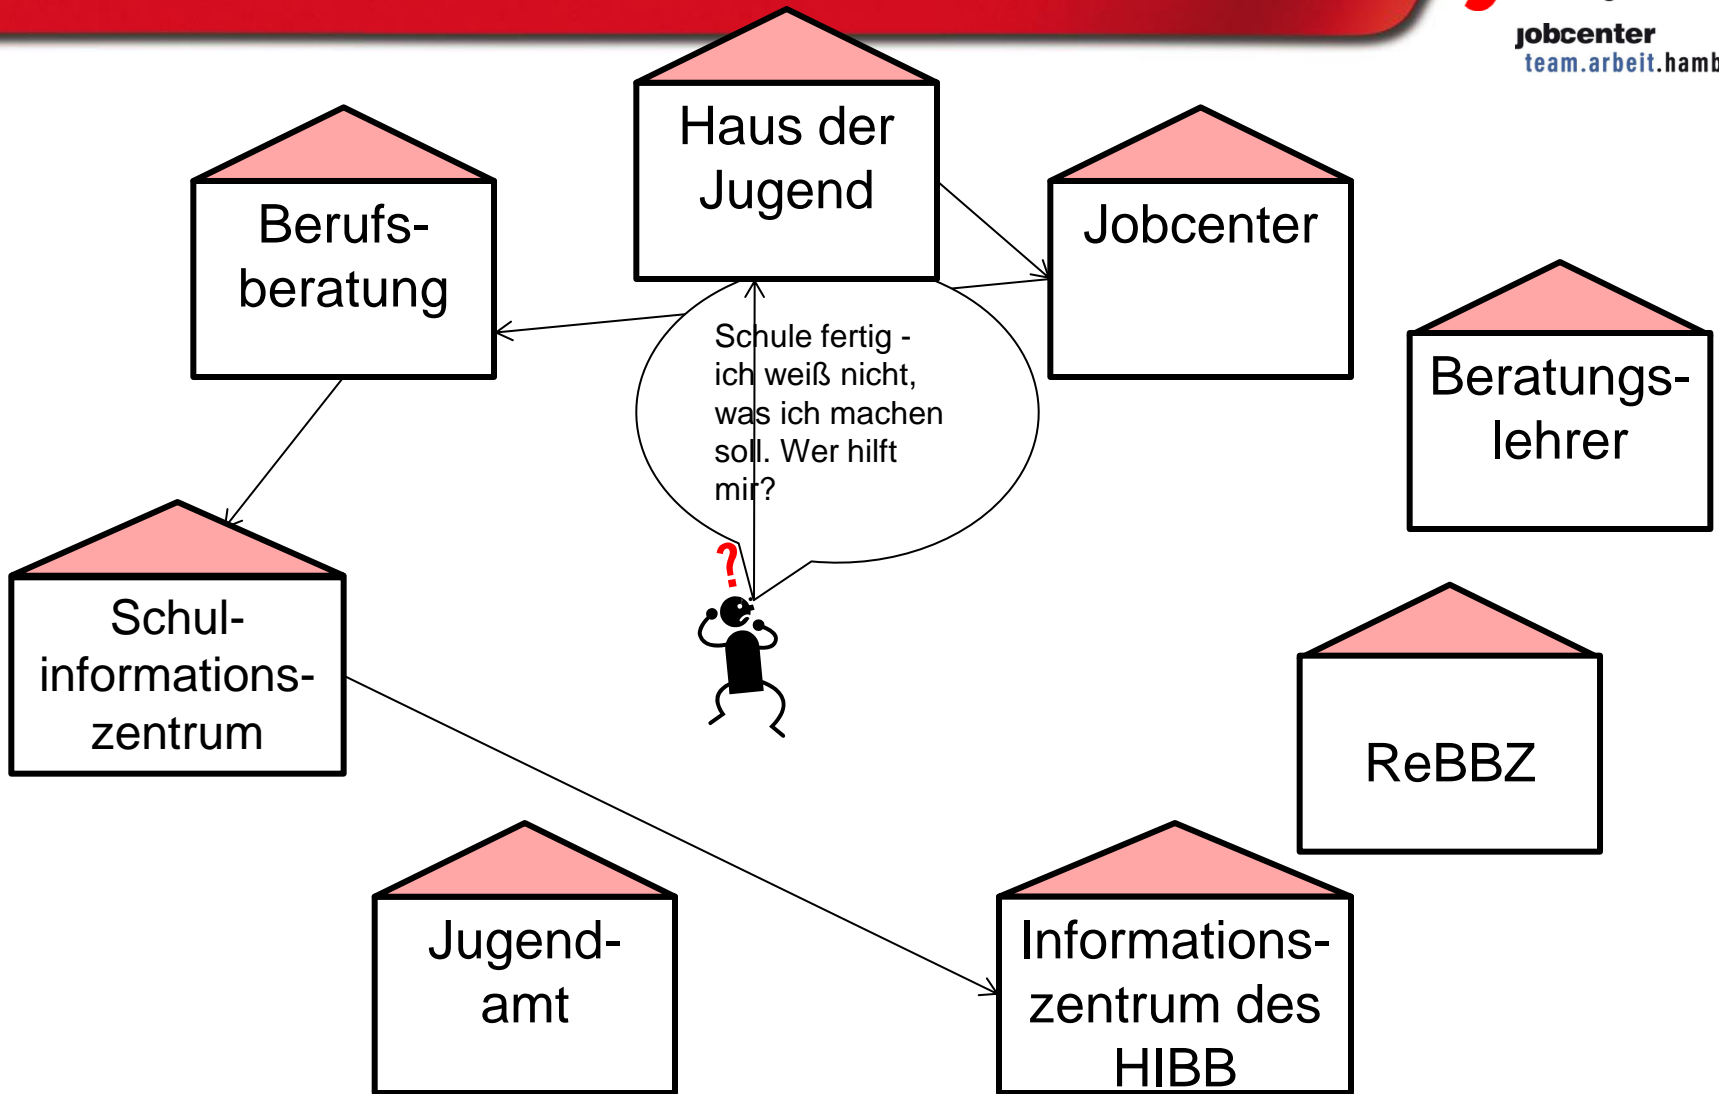 jobcenter
team.arbeit.hamb
Haus der
Jugend
Berufs-
beratung
Jobcenter
Schule fertig -
ich weiß nicht,
was ich machen
soll. Wer hilft
mir?
Beratungs-
lehrer
?
Schul-
informations-
zentrum
ReBBZ
Jugend-
amt
Informations-
zentrum des
HIBB